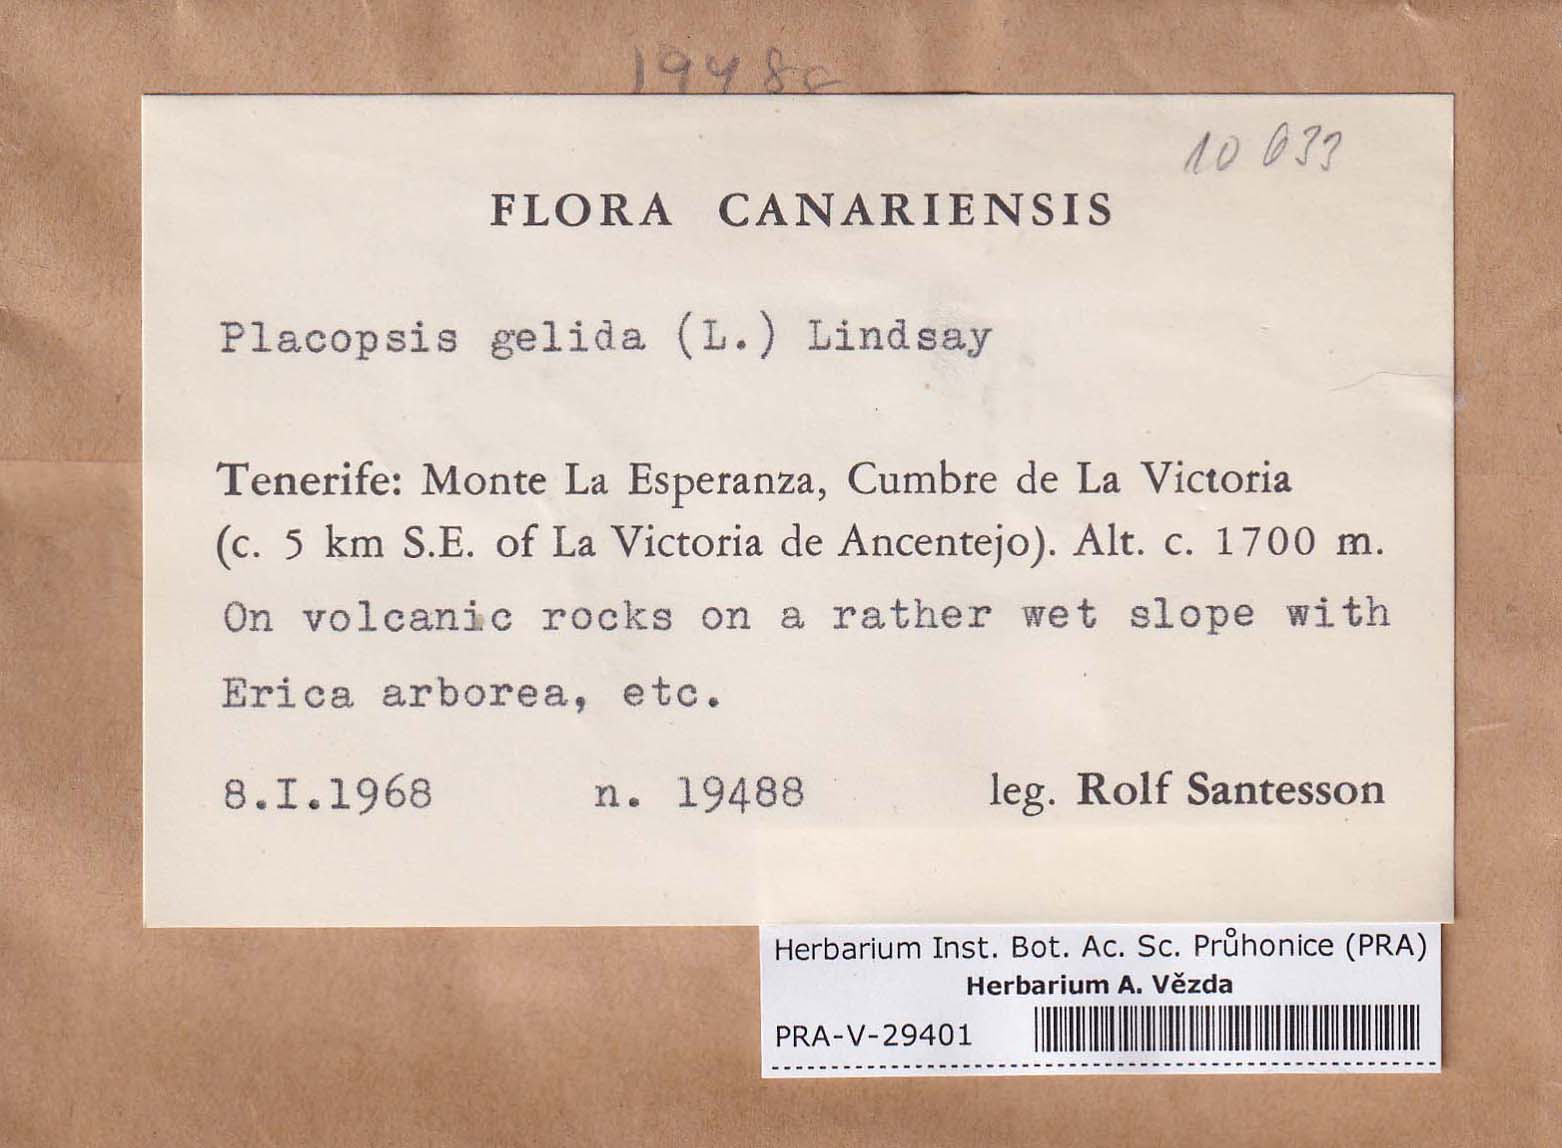 19488
10 033
FLORA CANARIENSIS
Placopsis gelida (L.) Lindsay
Tenerife: Monte La Esperanza, Cumbre de La Victoria
(c. 5 km S.E. of La Victoria de Ancentejo). Alt. c. 1700 m.
On volcanic rocks on a rather wet slope with
Erica arborea, etc.
8.I.1968 n. 19488 leg. Rolf Santesson
Herbarium Inst. Bot. Ac. Sc. Průhonice (PRA)
Herbarium A. Vězda
PRA-V-29401